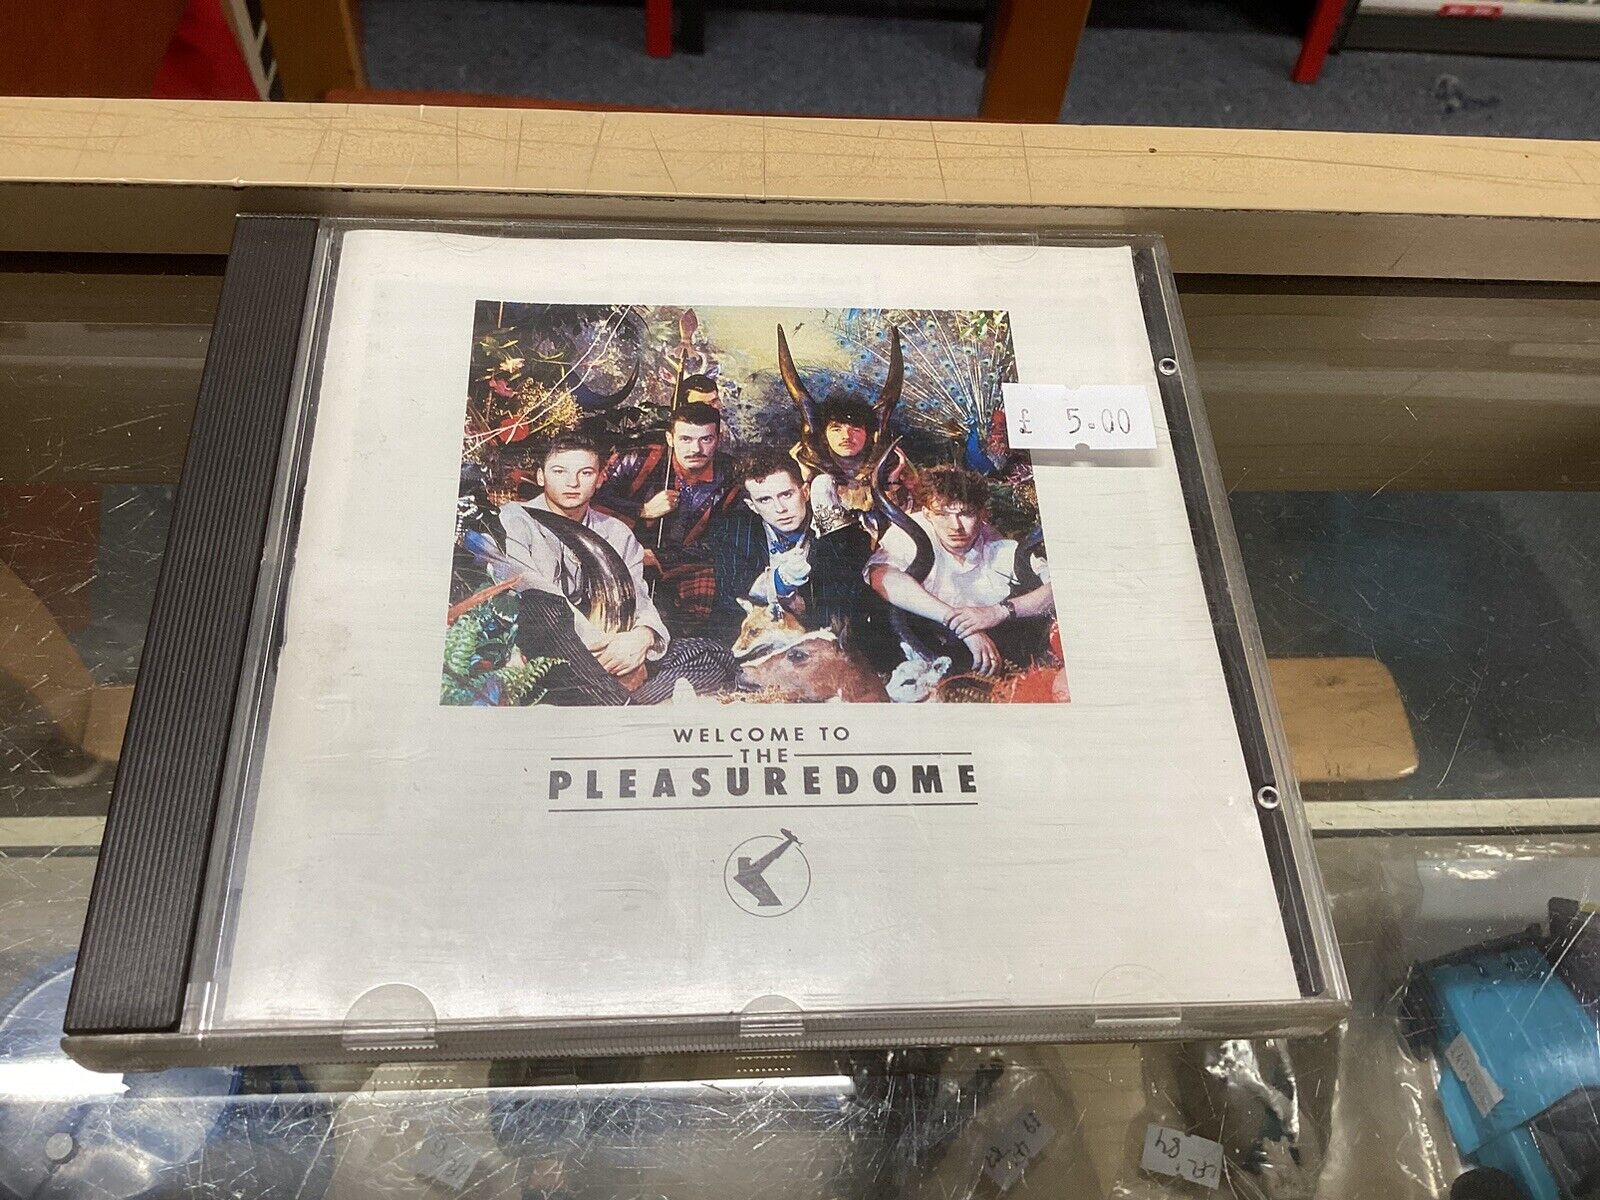 £ 5.00
WELCOME TO
THE
PLEASUREDOME